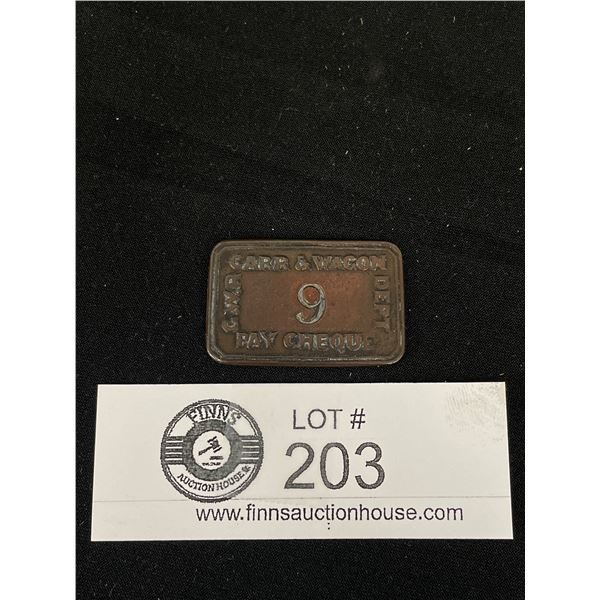 CARR & WAGON
G.W.R
9
DEPT
PAY CHEQUE
FINNS
AUCTION HOUSE
LOT #
203
www.finnsauctionhouse.com